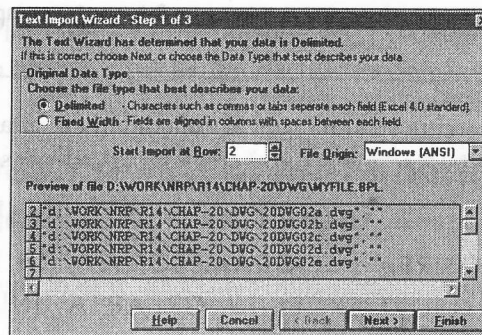 Text Import Wizard - Step 1 of 3
The Text Wizard has determined that your data is Delimited.
If this is correct, choose Next, or choose the Data Type that best describes your data.
Original Data Type
Choose the file type that best describes your data:
Delimited - Characters such as commas or tabs separate each field (Excel 4.0 standard).
Fixed Width - Fields are aligned in columns with spaces between each field.
Start Import at Row: 2 File Origin: Windows (ANSI)
Preview of file D:\WORK\NRP\R14\CHAP-20\DWG\MYFILE.BPL.
2 "d:\WORK\NRP\R14\CHAP-20\DWG\20DWG02a.dwg",""
3 "d:\WORK\NRP\R14\CHAP-20\DWG\20DWG02b.dwg",""
4 "d:\WORK\NRP\R14\CHAP-20\DWG\20DWG02c.dwg",""
5 "d:\WORK\NRP\R14\CHAP-20\DWG\20DWG02d.dwg",""
6 "d:\WORK\NRP\R14\CHAP-20\DWG\20DWG02e.dwg",""
7
Help Cancel < Back Next > Finish